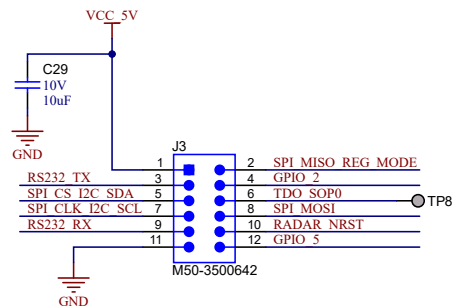 VCC_5V
C29
10V
10uF
GND
J3
1 2 SPI_MISO_REG_MODE
RS232_TX 3 4 GPIO_2
SPI_CS_I2C_SDA 5 6 TDO_SOP0 TP8
SPI_CLK_I2C_SCL 7 8 SPI_MOSI
RS232_RX 9 10 RADAR_NRST
11 12 GPIO_5
M50-3500642
GND